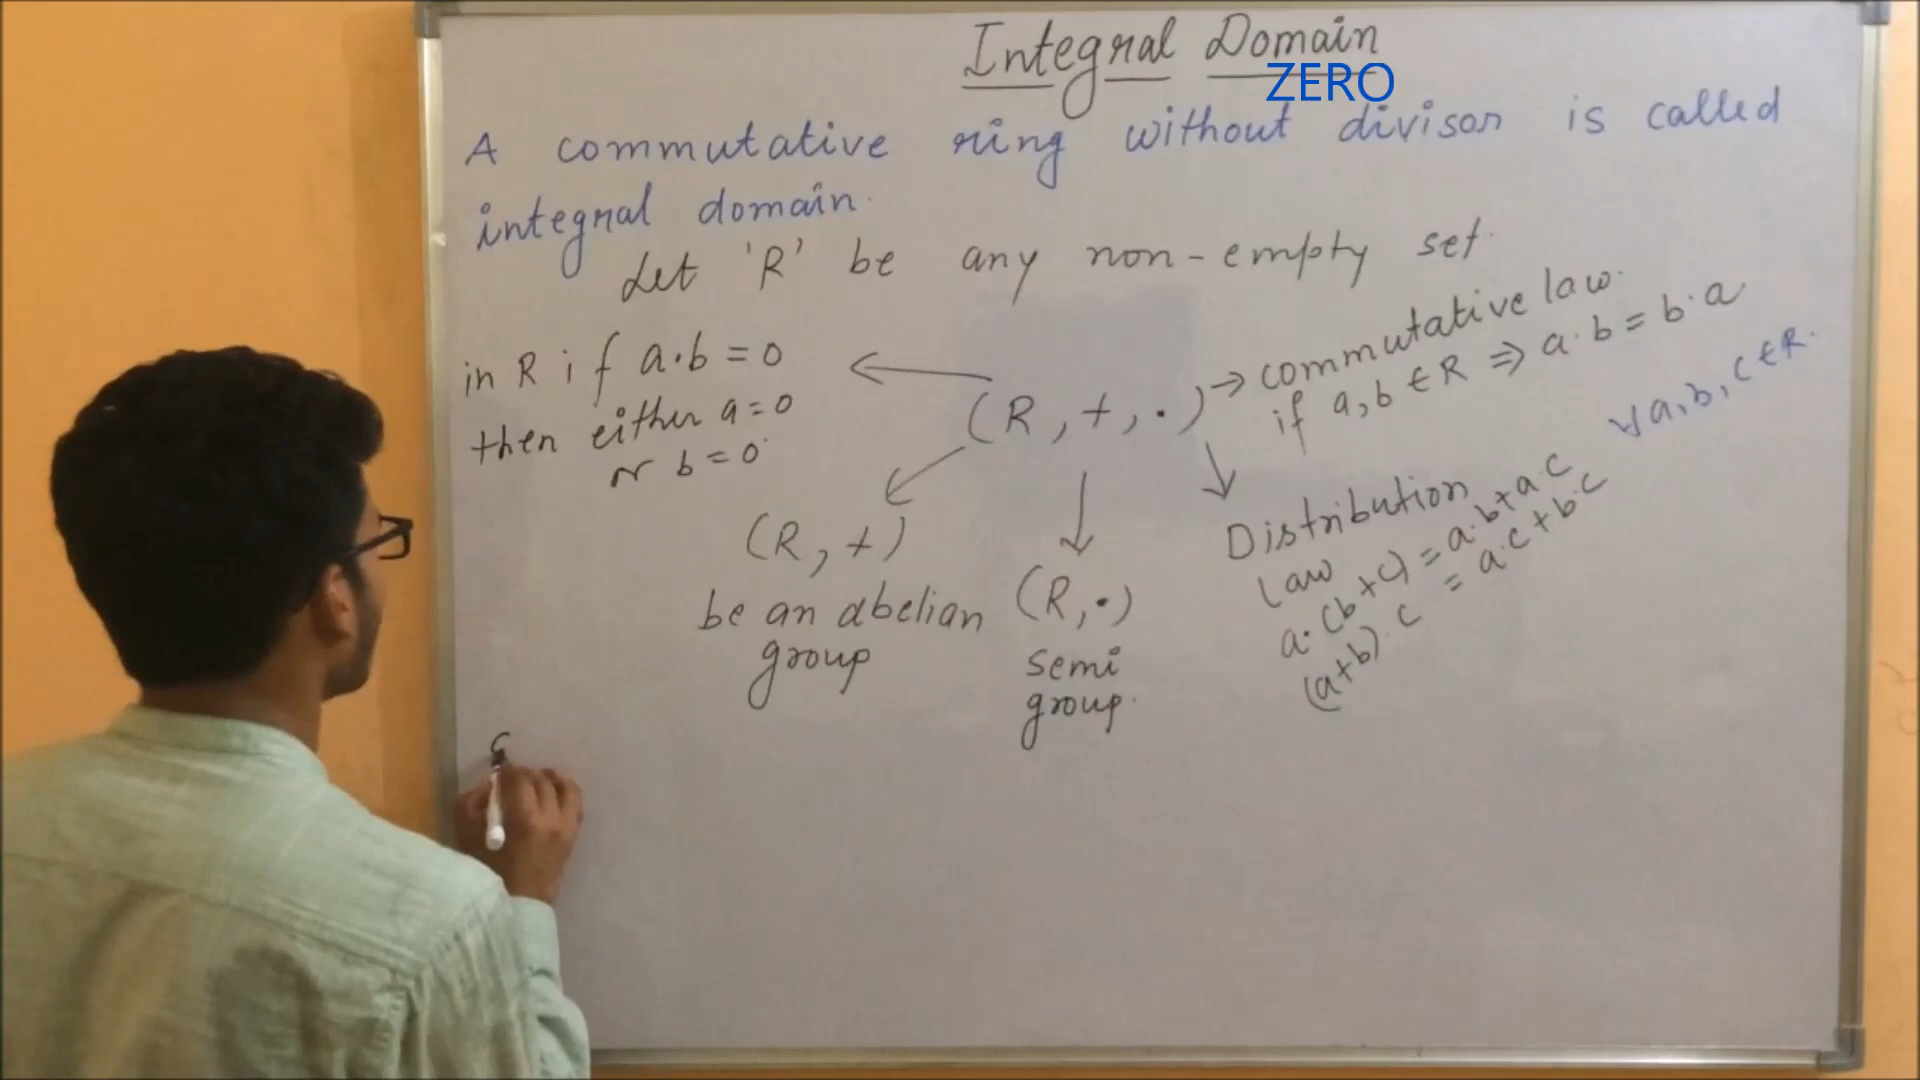 Integral Domain
ZERO
A commutative ring without divisor is called
integral domain.
Let 'R' be any non-empty set.
in R if a·b = 0
then either a = 0
or b = 0
(R, +, ·)
→ commutative law.
if a, b ∈ R ⇒ a·b = b·a
(R, +)
be an abelian
group
(R, ·)
semi
group.
Distribution
law
a·(b+c) = a·b + a·c
(a+b)·c = a·c + b·c
∀ a, b, c ∈ R.